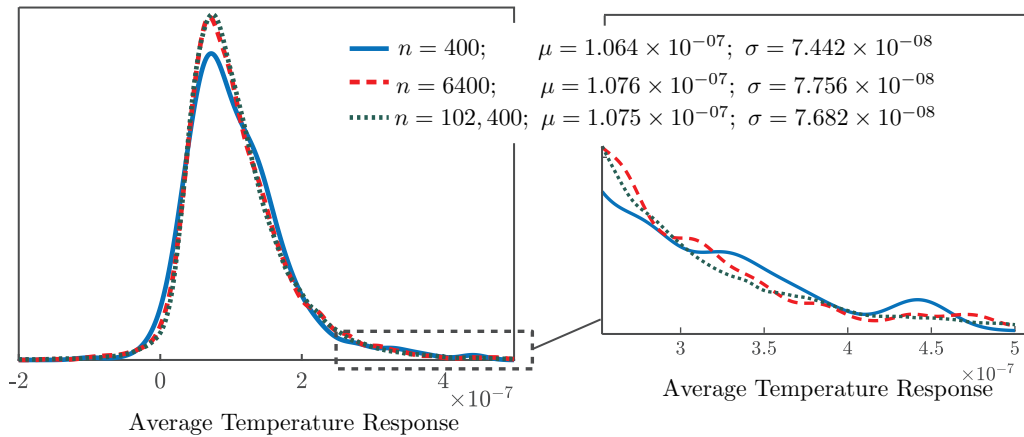 n = 400; μ = 1.064 × 10⁻⁰⁷; σ = 7.442 × 10⁻⁰⁸
n = 6400; μ = 1.076 × 10⁻⁰⁷; σ = 7.756 × 10⁻⁰⁸
n = 102, 400; μ = 1.075 × 10⁻⁰⁷; σ = 7.682 × 10⁻⁰⁸
-2 0 2 4
×10⁻⁷
Average Temperature Response
3 3.5 4 4.5 5
×10⁻⁷
Average Temperature Response